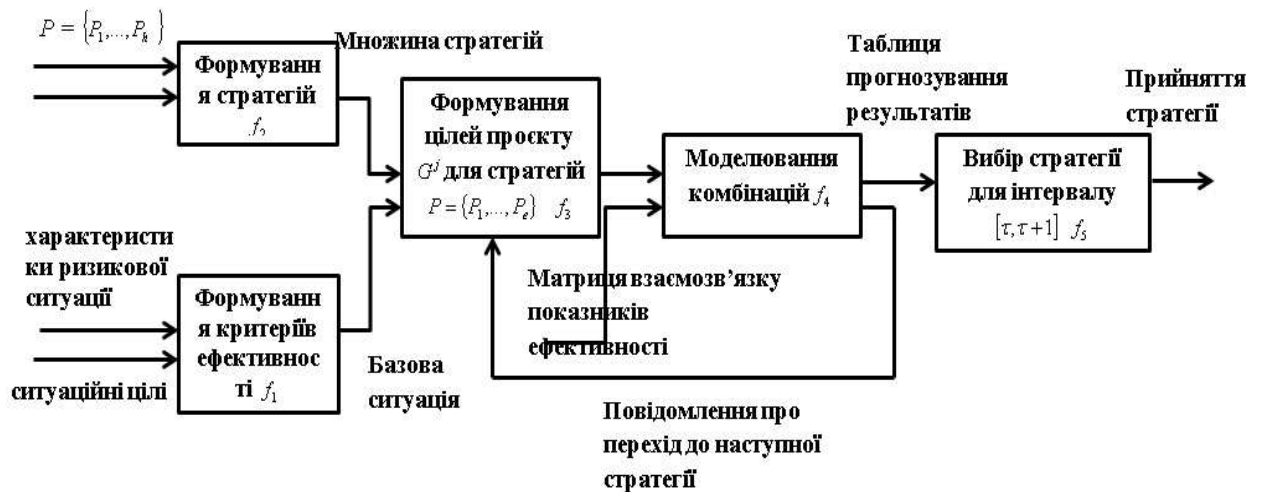 P = {P₁,...,Pₖ}
Множина стратегій
Формуванн
я стратегій
f₂
Формування
цілей проєкту
Gʲ для стратегій
P = {P₁,...,Pₑ} f₃
Моделювання
комбінацій f₄
Таблиця
прогнозування
результатів
Вибір стратегії
для інтервалу
[τ, τ+1] f₅
Прийняття
стратегії
характеристи
ки ризикової
ситуації
ситуаційні цілі
Формуванн
я критеріїв
ефективнос
ті f₁
Базова
ситуація
Матриця взаємозв’язку
показників
ефективності
Повідомлення про
перехід до наступної
стратегії